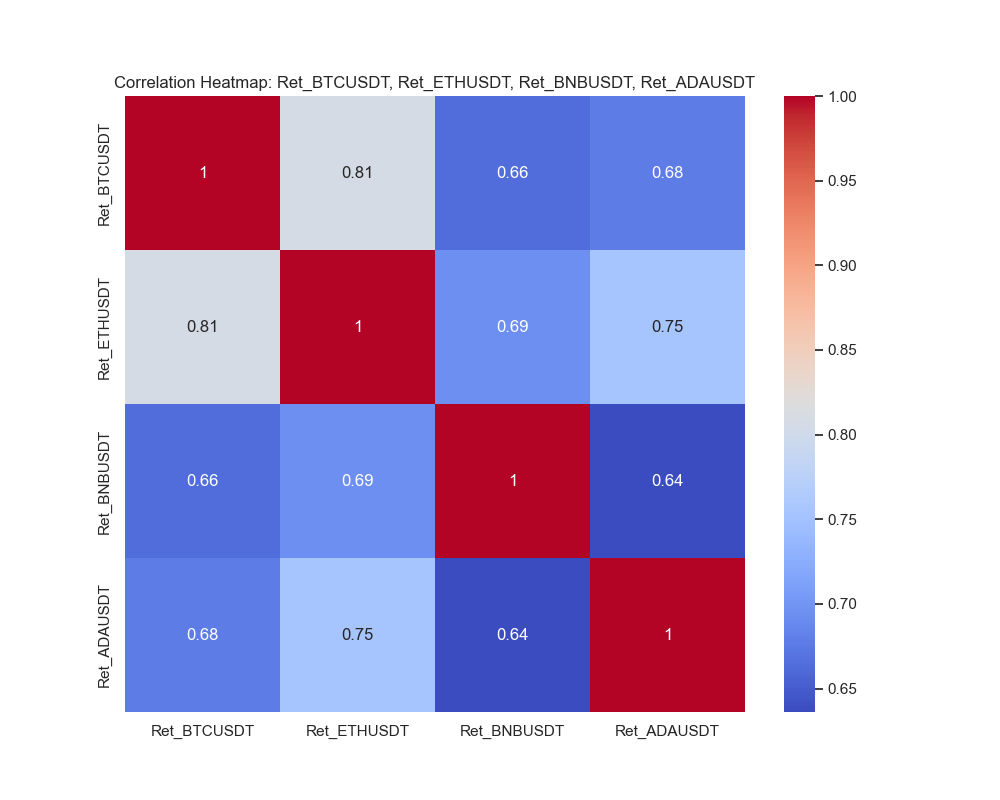 Correlation Heatmap: Ret_BTCUSDT, Ret_ETHUSDT, Ret_BNBUSDT, Ret_ADAUSDT
Ret_BTCUSDT
1
0.81
0.66
0.68
Ret_ETHUSDT
0.81
1
0.69
0.75
Ret_BNBUSDT
0.66
0.69
1
0.64
Ret_ADAUSDT
0.68
0.75
0.64
1
Ret_BTCUSDT
Ret_ETHUSDT
Ret_BNBUSDT
Ret_ADAUSDT
1.00
0.95
0.90
0.85
0.80
0.75
0.70
0.65